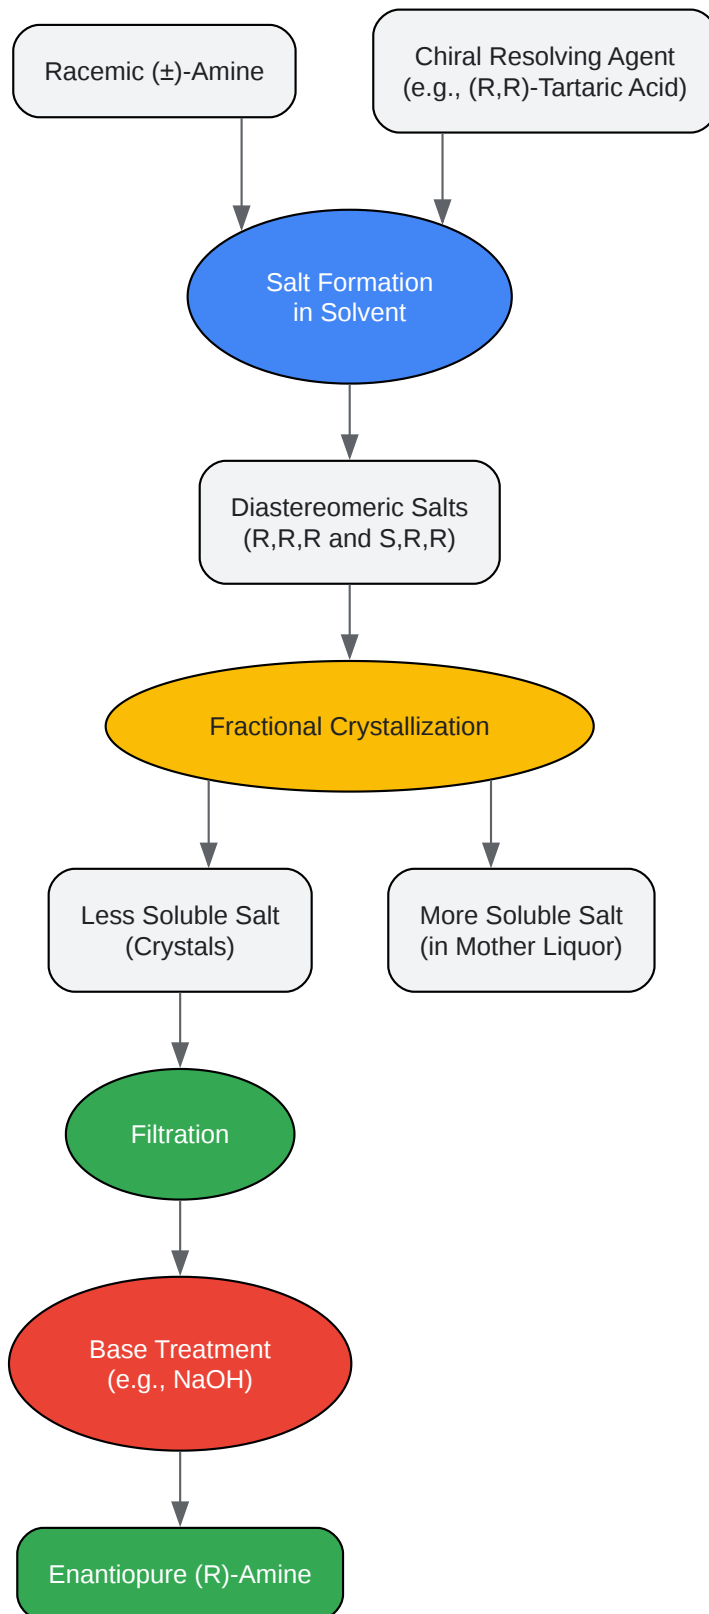 Racemic (±)-Amine
Chiral Resolving Agent
(e.g., (R,R)-Tartaric Acid)
Salt Formation
in Solvent
Diastereomeric Salts
(R,R,R and S,R,R)
Fractional Crystallization
Less Soluble Salt
(Crystals)
More Soluble Salt
(in Mother Liquor)
Filtration
Base Treatment
(e.g., NaOH)
Enantiopure (R)-Amine